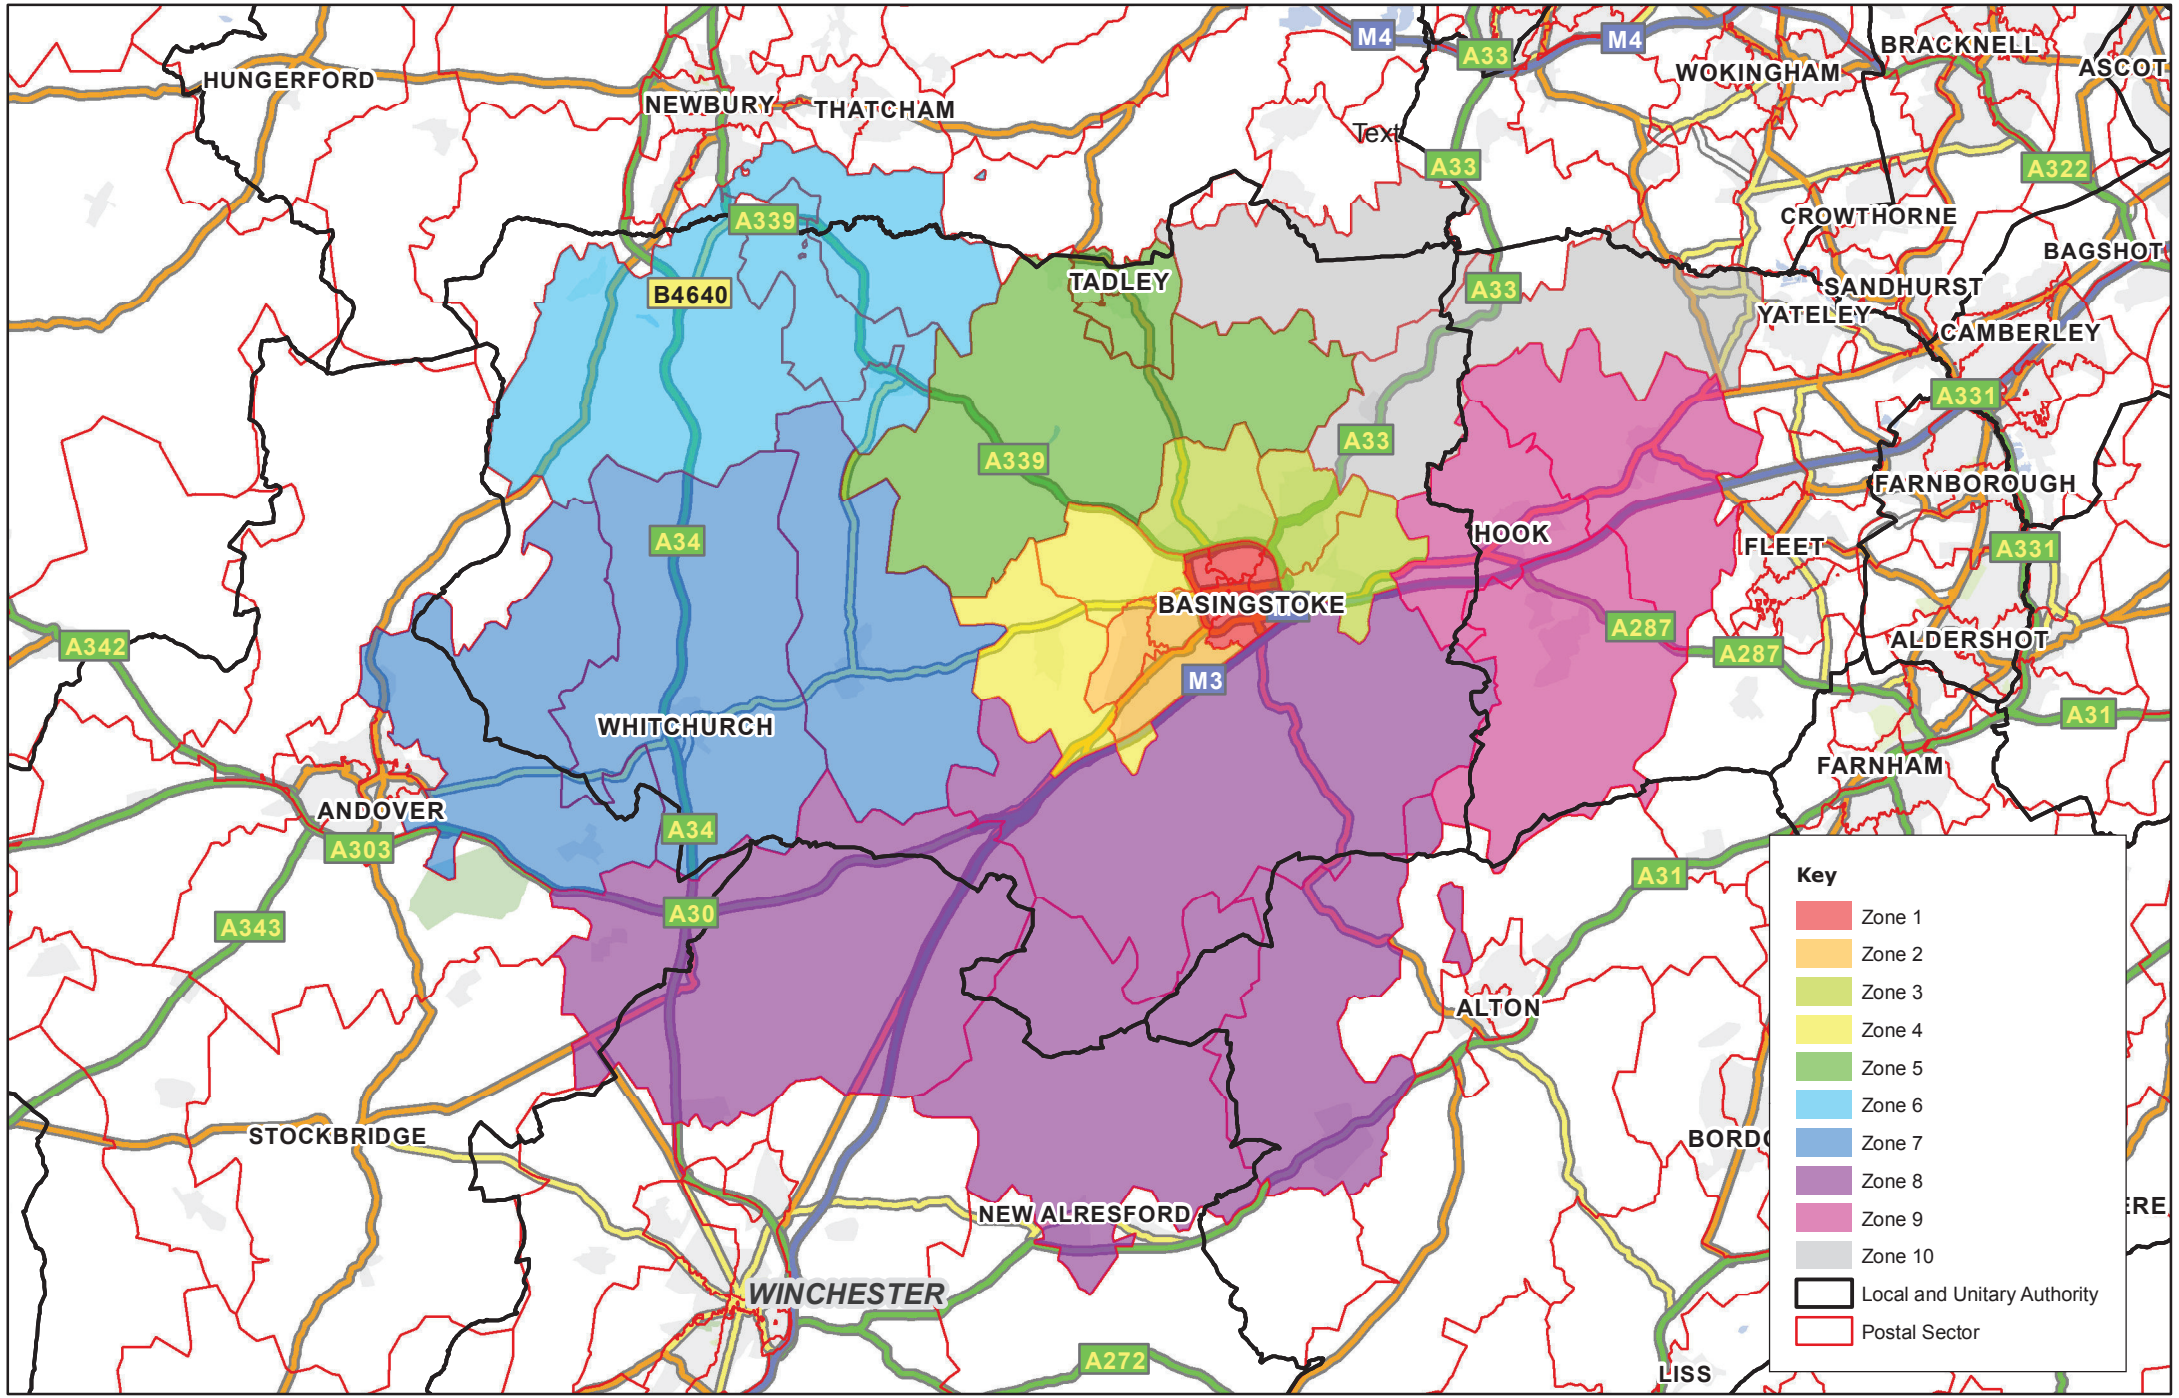 M4
A33
M4
BRACKNELL
ASCOT
HUNGERFORD
WOKINGHAM
NEWBURY
THATCHAM
Text
A33
A322
A339
CROWTHORNE
BAGSHOT
TADLEY
B4640
A33
SANDHURST
YATELEY
CAMBERLEY
A331
A33
A339
FARNBOROUGH
A34
HOOK
FLEET
A331
BASINGSTOKE
A342
A287
ALDERSHOT
A287
M3
WHITCHURCH
A31
FARNHAM
ANDOVER
A34
A303
A31
A30
A343
ALTON
STOCKBRIDGE
BORDO
NEW ALRESFORD
ERE
WINCHESTER
A272
LISS
Key
Zone 1
Zone 2
Zone 3
Zone 4
Zone 5
Zone 6
Zone 7
Zone 8
Zone 9
Zone 10
Local and Unitary Authority
Postal Sector